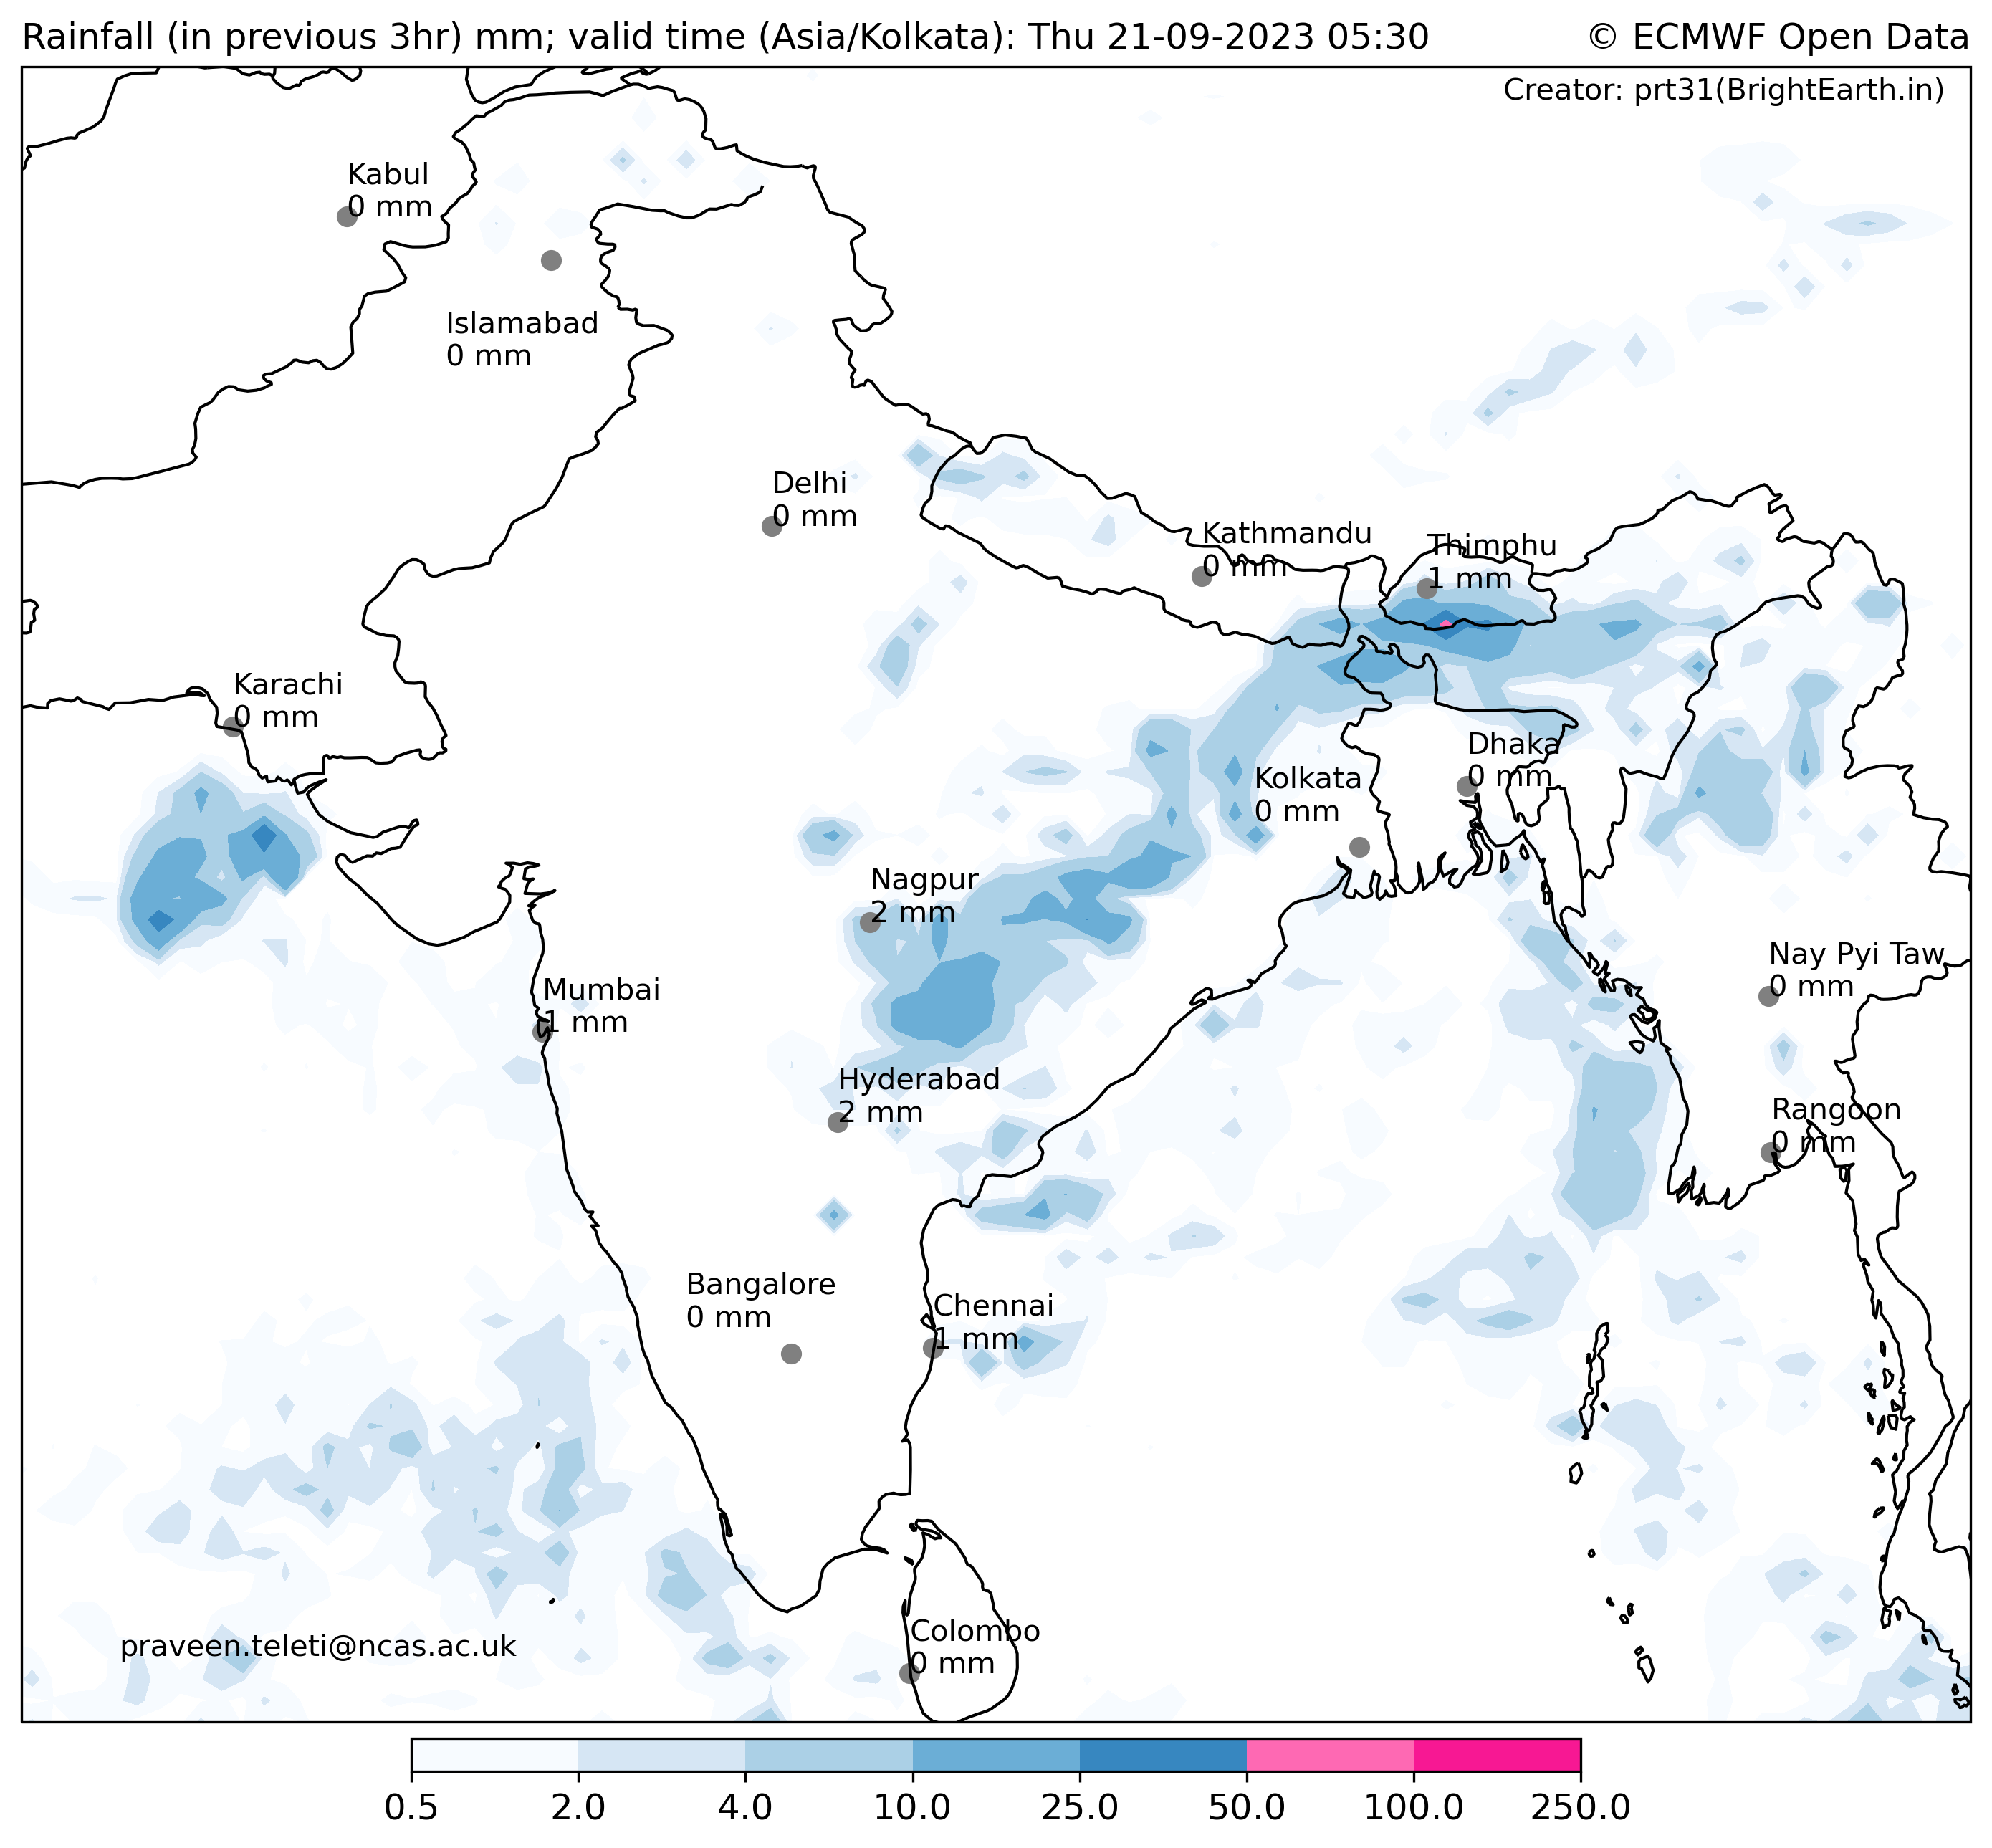 Rainfall (in previous 3hr) mm; valid time (Asia/Kolkata): Thu 21-09-2023 05:30
© ECMWF Open Data
Creator: prt31(BrightEarth.in)
Kabul
0 mm
Islamabad
0 mm
Delhi
0 mm
Kathmandu
0 mm
Thimphu
1 mm
Karachi
0 mm
Dhaka
0 mm
Kolkata
0 mm
Nagpur
2 mm
Nay Pyi Taw
0 mm
Mumbai
1 mm
Hyderabad
2 mm
Rangoon
0 mm
Bangalore
0 mm
Chennai
1 mm
Colombo
0 mm
praveen.teleti@ncas.ac.uk
0.5 2.0 4.0 10.0 25.0 50.0 100.0 250.0